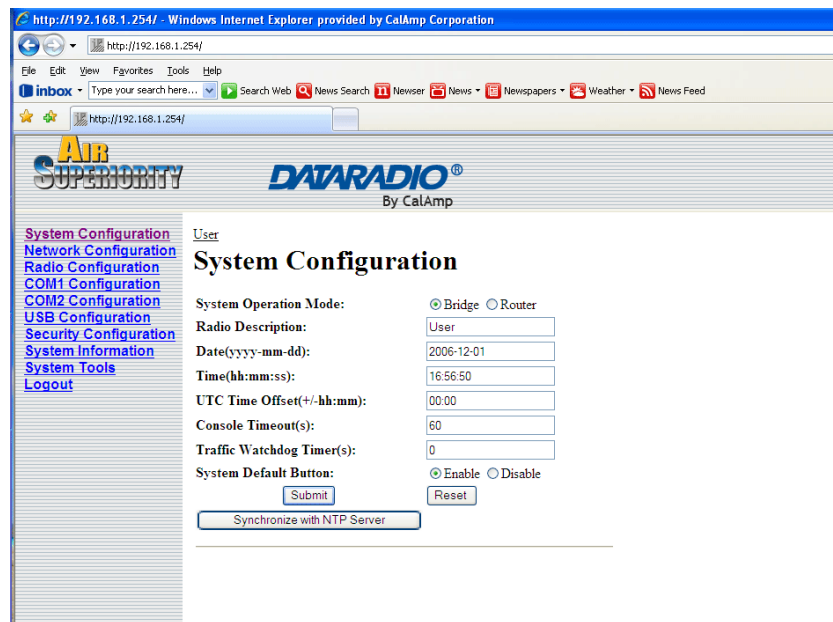 http://192.168.1.254/ - Windows Internet Explorer provided by CalAmp Corporation
http://192.168.1.254/
File Edit View Favorites Tools Help
inbox Type your search here... Search Web News Search Newser News Newspapers Weather News Feed
http://192.168.1.254/
AIR SUPERIORITY
DATARADIO®
By CalAmp
System Configuration
Network Configuration
Radio Configuration
COM1 Configuration
COM2 Configuration
USB Configuration
Security Configuration
System Information
System Tools
Logout
User
System Configuration
System Operation Mode: Bridge Router
Radio Description: User
Date(yyyy-mm-dd): 2006-12-01
Time(hh:mm:ss): 16:56:50
UTC Time Offset(+/-hh:mm): 00:00
Console Timeout(s): 60
Traffic Watchdog Timer(s): 0
System Default Button: Enable Disable
Submit Reset
Synchronize with NTP Server